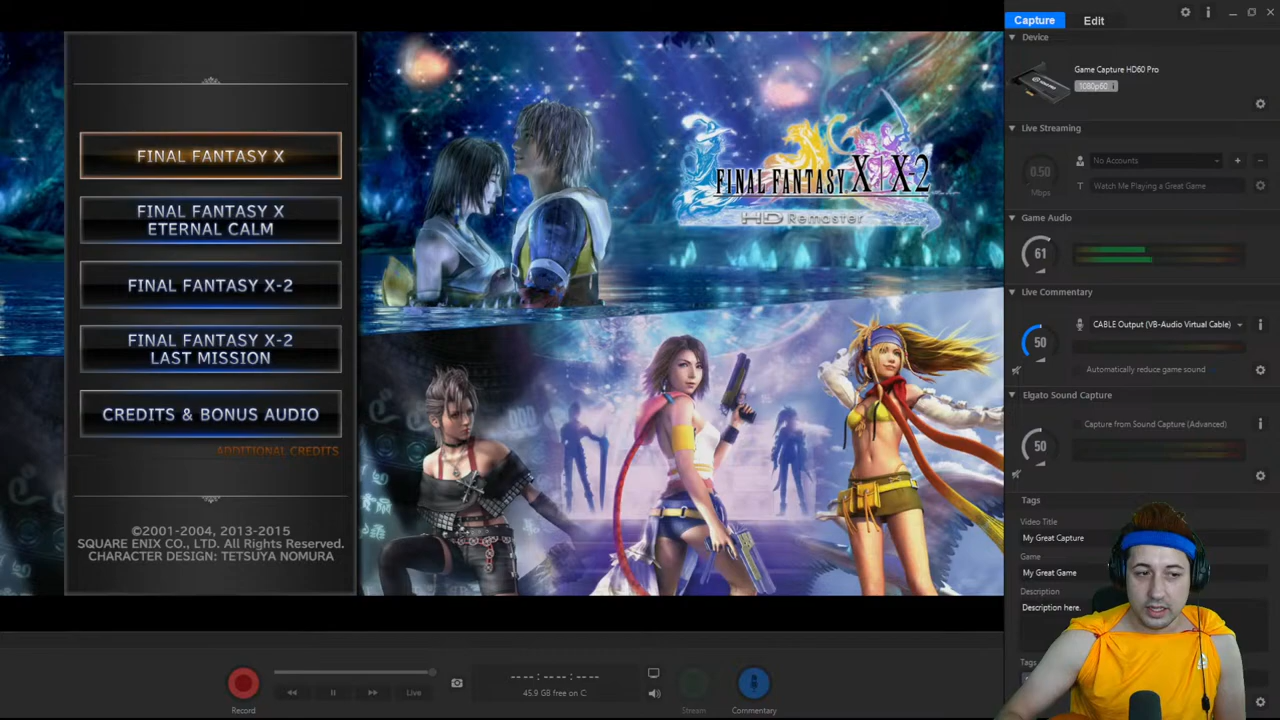 Capture
Edit
Device
Game Capture HD60 Pro
1080p60
Live Streaming
0.50
Mbps
No Accounts
Watch Me Playing a Great Game
Game Audio
61
Live Commentary
50
CABLE Output (VB-Audio Virtual Cable)
Automatically reduce game sound
Elgato Sound Capture
50
Capture from Sound Capture (Advanced)
Tags
Video Title
My Great Capture
Game
My Great Game
Description
Description here.
Tags
FINAL FANTASY X
FINAL FANTASY X
ETERNAL CALM
FINAL FANTASY X-2
FINAL FANTASY X-2
LAST MISSION
CREDITS & BONUS AUDIO
ADDITIONAL CREDITS
©2001-2004, 2013-2015
SQUARE ENIX CO., LTD. All Rights Reserved.
CHARACTER DESIGN: TETSUYA NOMURA
FINAL FANTASY X|X-2
HD Remaster
Record
Live
--:--:--
45.9 GB free on C:
Stream
Commentary